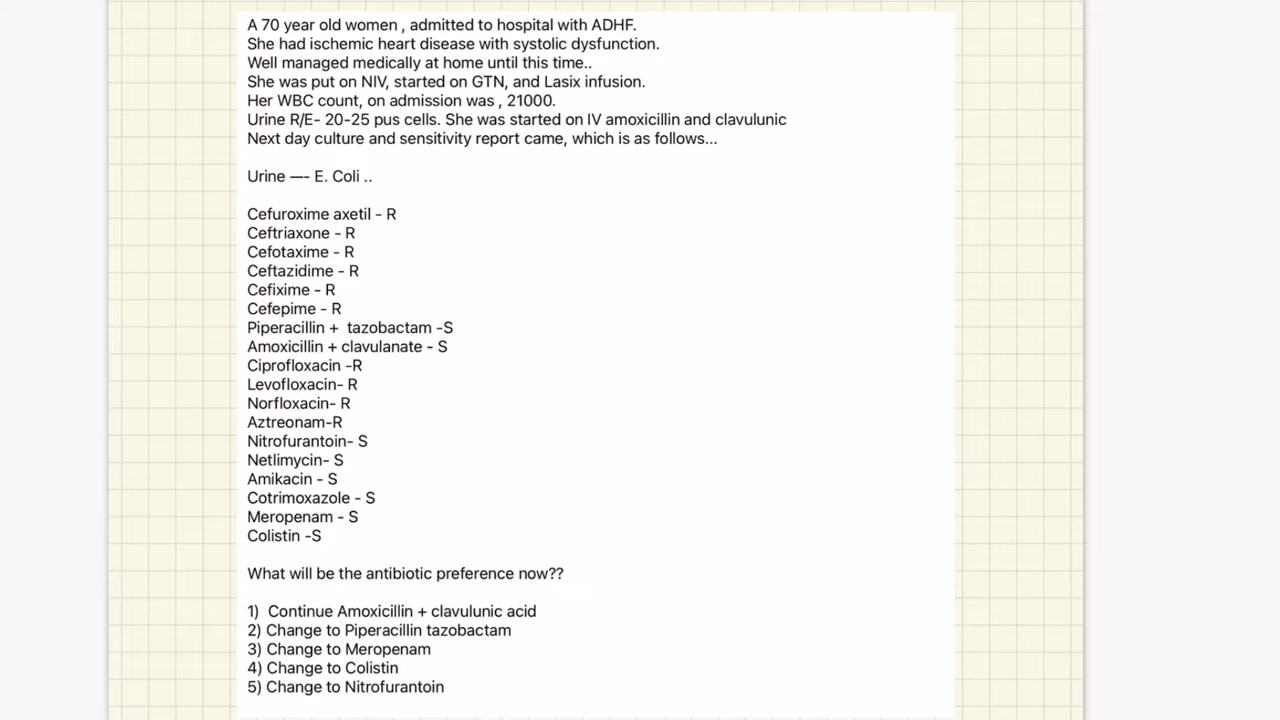 A 70 year old women , admitted to hospital with ADHF.
She had ischemic heart disease with systolic dysfunction.
Well managed medically at home until this time..
She was put on NIV, started on GTN, and Lasix infusion.
Her WBC count, on admission was , 21000.
Urine R/E- 20-25 pus cells. She was started on IV amoxicillin and clavulunic
Next day culture and sensitivity report came, which is as follows...
Urine —- E. Coli ..
Cefuroxime axetil - R
Ceftriaxone - R
Cefotaxime - R
Ceftazidime - R
Cefixime - R
Cefepime - R
Piperacillin +  tazobactam -S
Amoxicillin + clavulanate - S
Ciprofloxacin -R
Levofloxacin- R
Norfloxacin- R
Aztreonam-R
Nitrofurantoin- S
Netlimycin- S
Amikacin - S
Cotrimoxazole - S
Meropenam - S
Colistin -S
What will be the antibiotic preference now??
1)  Continue Amoxicillin + clavulunic acid
2) Change to Piperacillin tazobactam
3) Change to Meropenam
4) Change to Colistin
5) Change to Nitrofurantoin